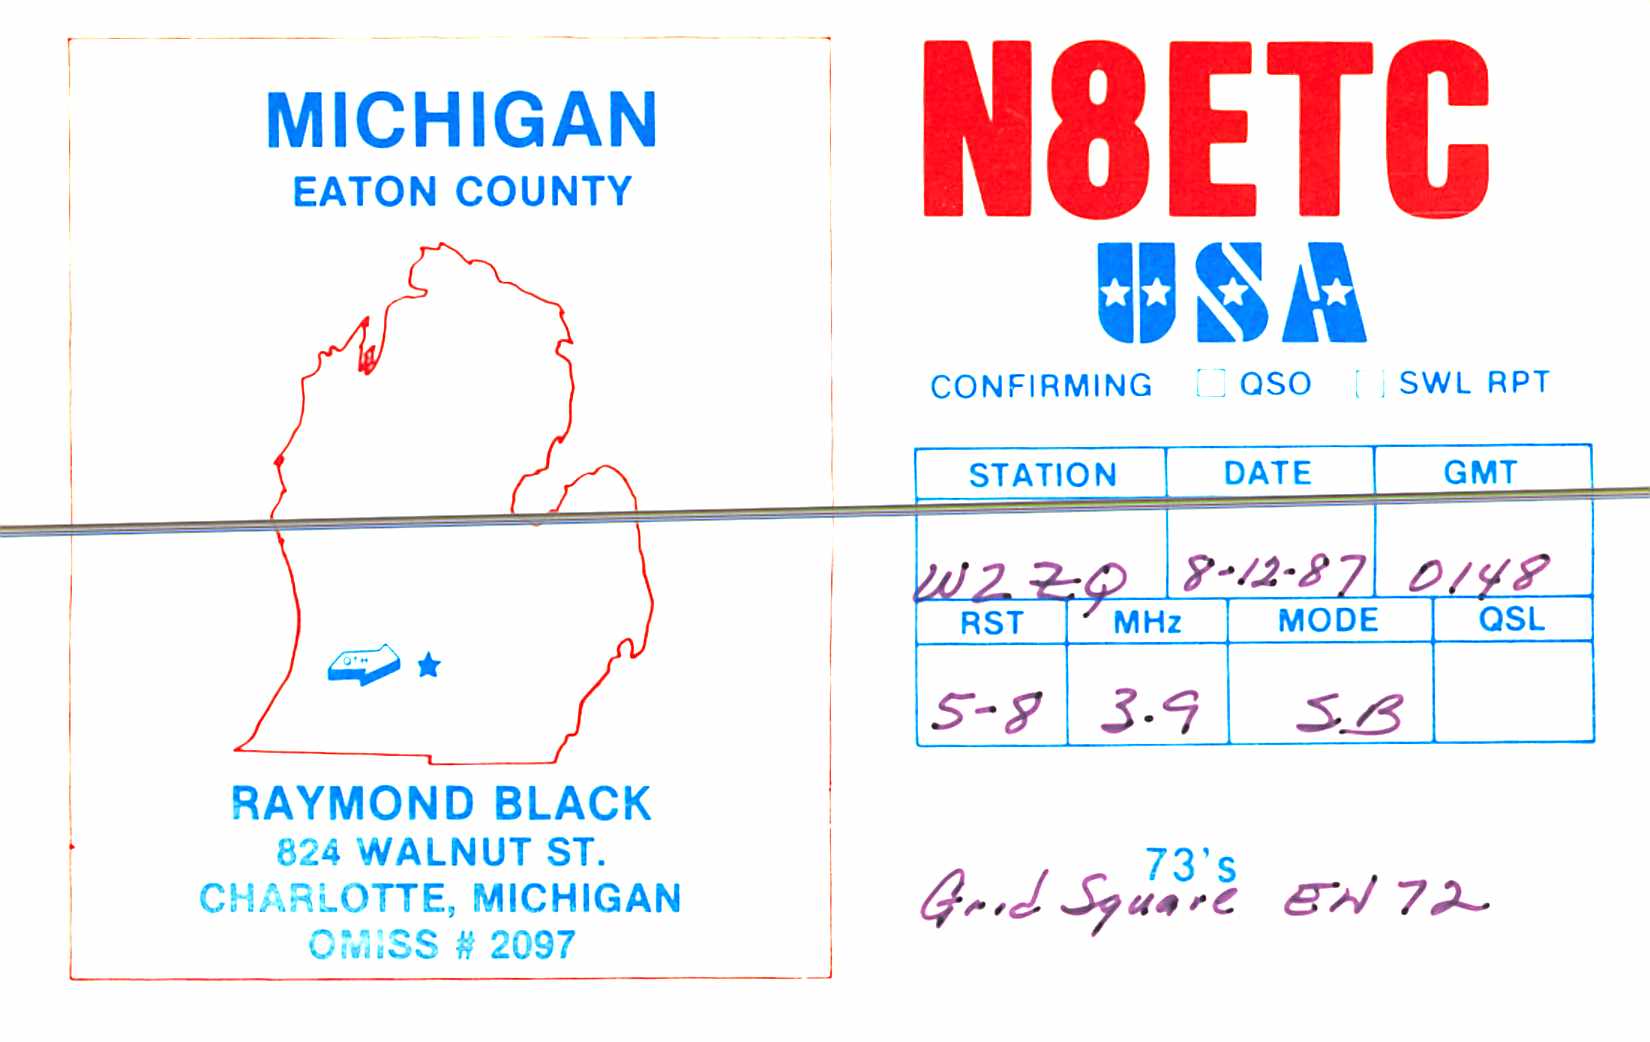 MICHIGAN
EATON COUNTY
QTH
RAYMOND BLACK
824 WALNUT ST.
CHARLOTTE, MICHIGAN
OMISS # 2097
N8ETC
USA
CONFIRMING QSO SWL RPT
STATION DATE GMT
WZZQ 8-12-87 0148
RST MHz MODE QSL
5-8 3.9 S.B
73's
Grid Square EN 72